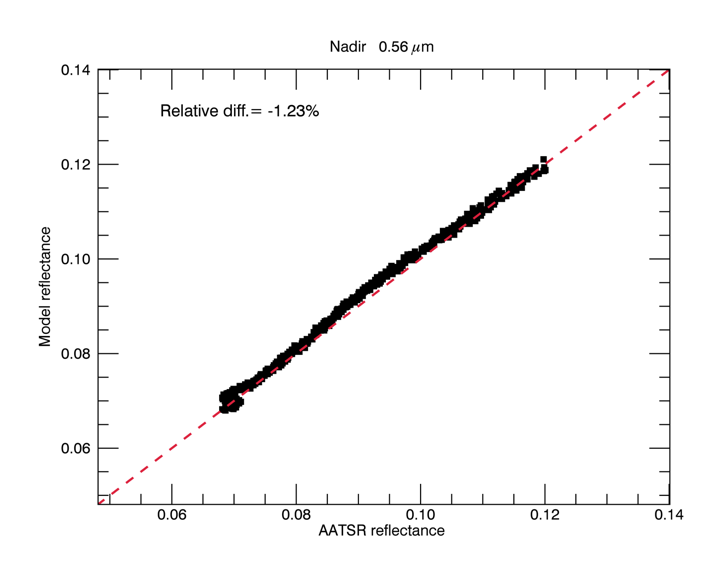 Nadir 0.56 μm
0.14
Relative diff.= -1.23%
0.12
0.10
Model reflectance
0.08
0.06
0.06 0.08 0.10 0.12 0.14
AATSR reflectance